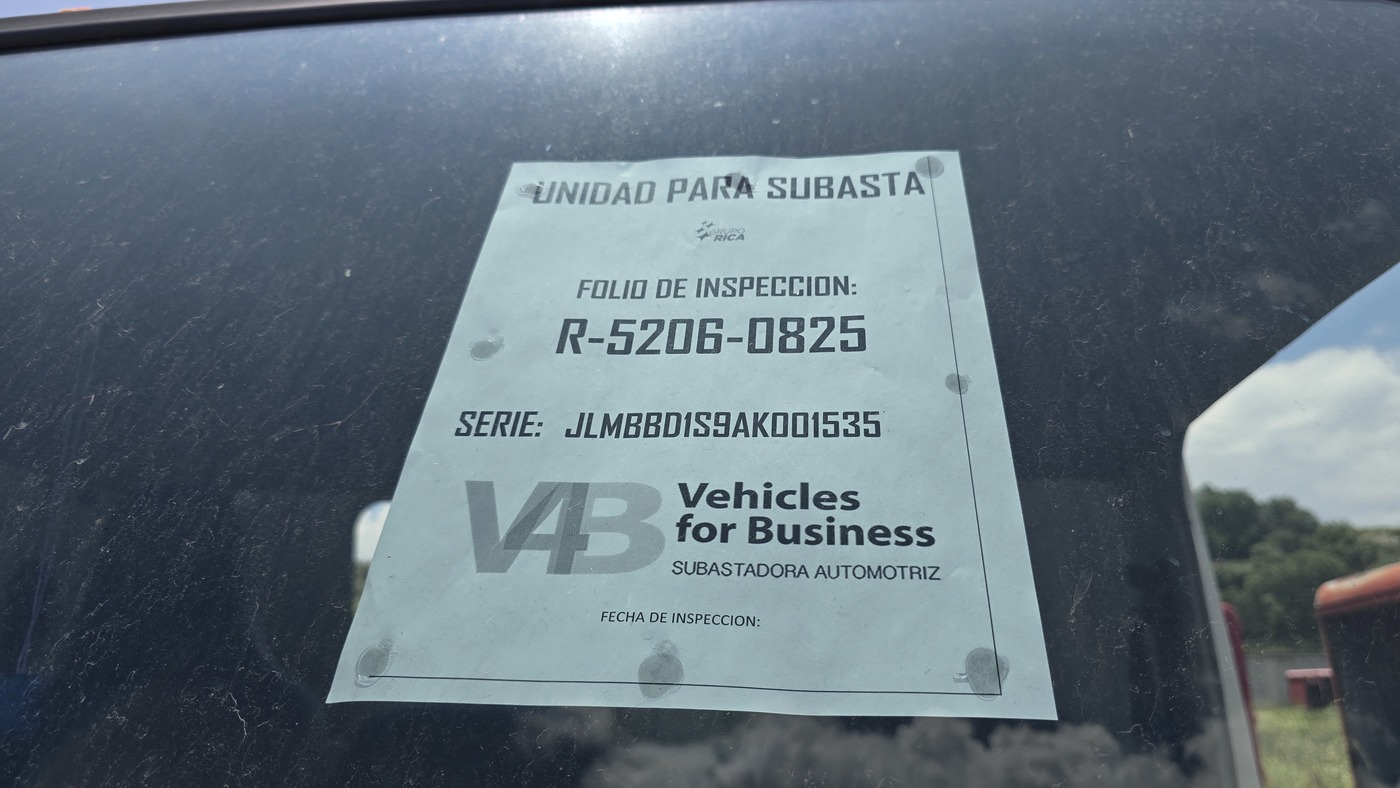 UNIDAD PARA SUBASTA
GRUPO
RICA
FOLIO DE INSPECCION:
R-5206-0825
SERIE: JLMBBD1S9AK001535
V4B
Vehicles
for Business
SUBASTADORA AUTOMOTRIZ
FECHA DE INSPECCION: